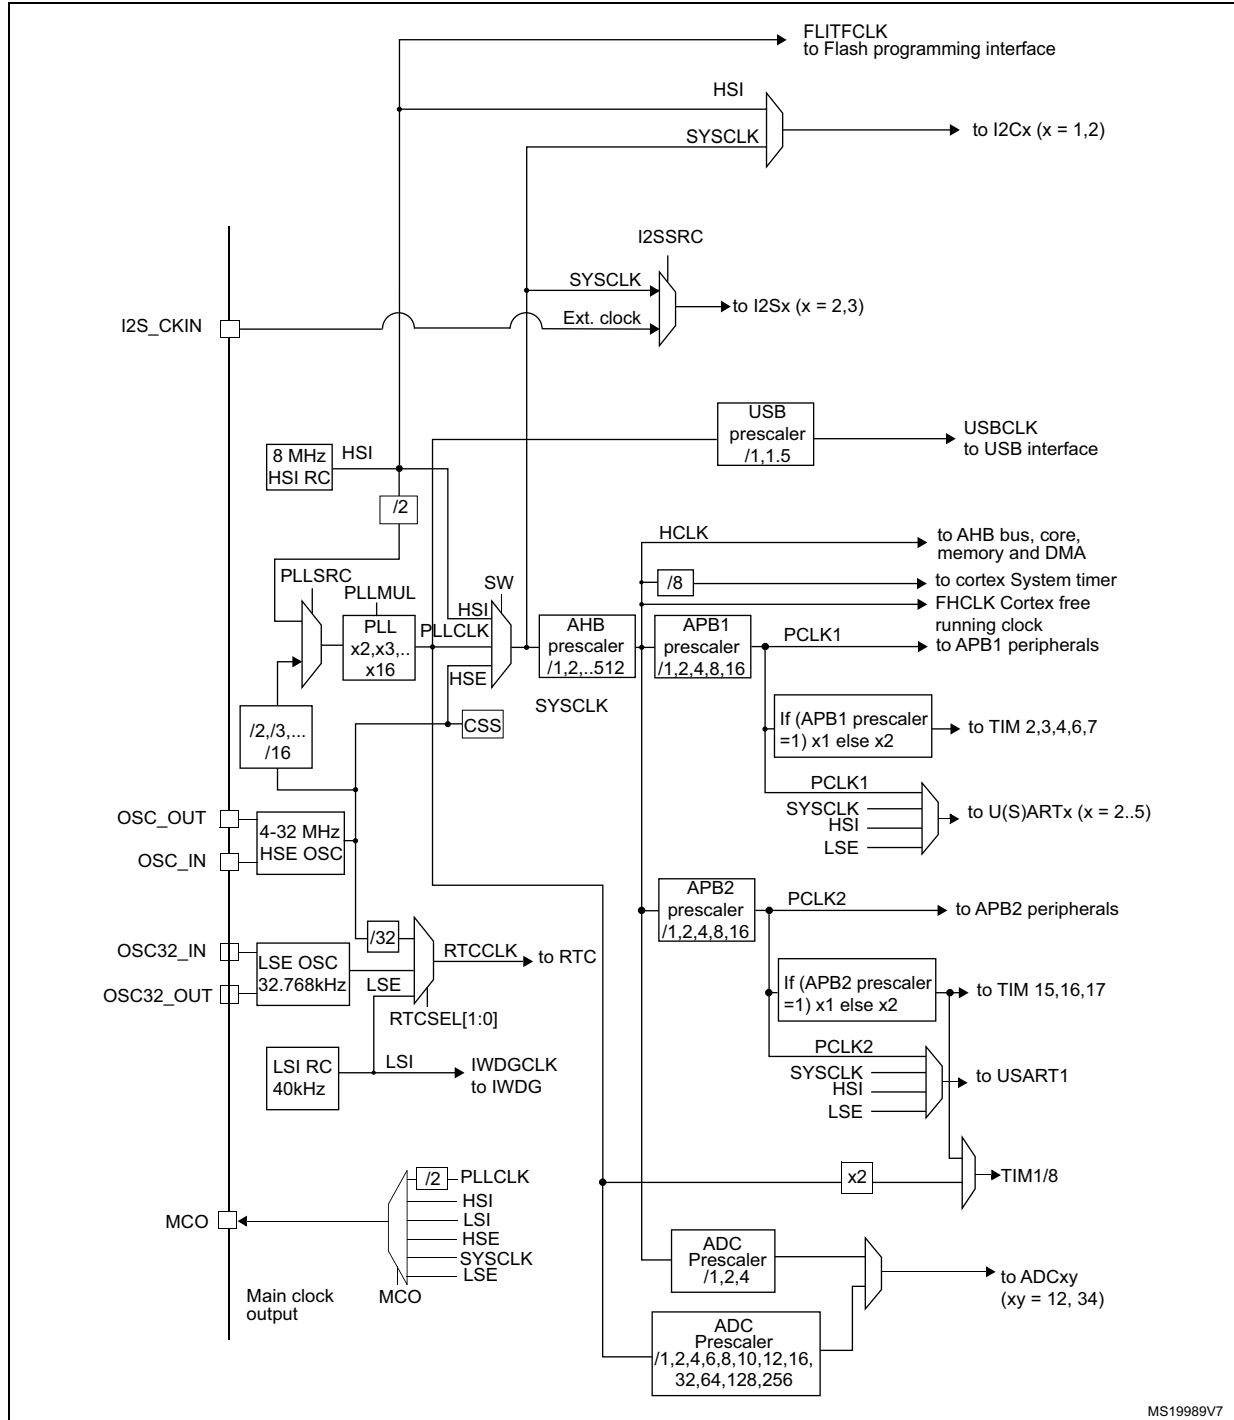 FLITFCLK
to Flash programming interface
HSI
to I2Cx (x = 1,2)
SYSCLK
I2SSRC
SYSCLK
to I2Sx (x = 2,3)
I2S_CKIN
Ext. clock
USB
prescaler
/1,1.5
USBCLK
to USB interface
8 MHz
HSI RC
HSI
/2
HCLK
to AHB bus, core,
memory and DMA
/8
to cortex System timer
FHCLK Cortex free
running clock
PLLSRC
PLLMUL
PLL
x2,x3,..
x16
SW
HSI
PLLCLK
HSE
AHB
prescaler
/1,2,..512
APB1
prescaler
/1,2,4,8,16
PCLK1
to APB1 peripherals
SYSCLK
/2,/3,...
/16
CSS
If (APB1 prescaler
=1) x1 else x2
to TIM 2,3,4,6,7
PCLK1
SYSCLK
HSI
LSE
to U(S)ARTx (x = 2..5)
OSC_OUT
OSC_IN
4-32 MHz
HSE OSC
APB2
prescaler
/1,2,4,8,16
PCLK2
to APB2 peripherals
/32
OSC32_IN
OSC32_OUT
LSE OSC
32.768kHz
LSE
RTCCLK
to RTC
RTCSEL[1:0]
If (APB2 prescaler
=1) x1 else x2
to TIM 15,16,17
LSI RC
40kHz
LSI
IWDGCLK
to IWDG
PCLK2
SYSCLK
HSI
LSE
to USART1
x2
TIM1/8
/2
PLLCLK
HSI
LSI
HSE
SYSCLK
LSE
MCO
MCO
Main clock
output
ADC
Prescaler
/1,2,4
to ADCxy
(xy = 12, 34)
ADC
Prescaler
/1,2,4,6,8,10,12,16,
32,64,128,256
MS19989V7